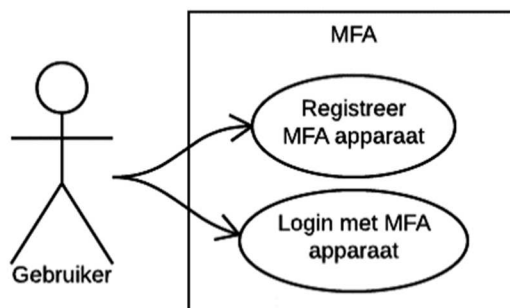 MFA
Registreer
MFA apparaat
Login met MFA
apparaat
Gebruiker